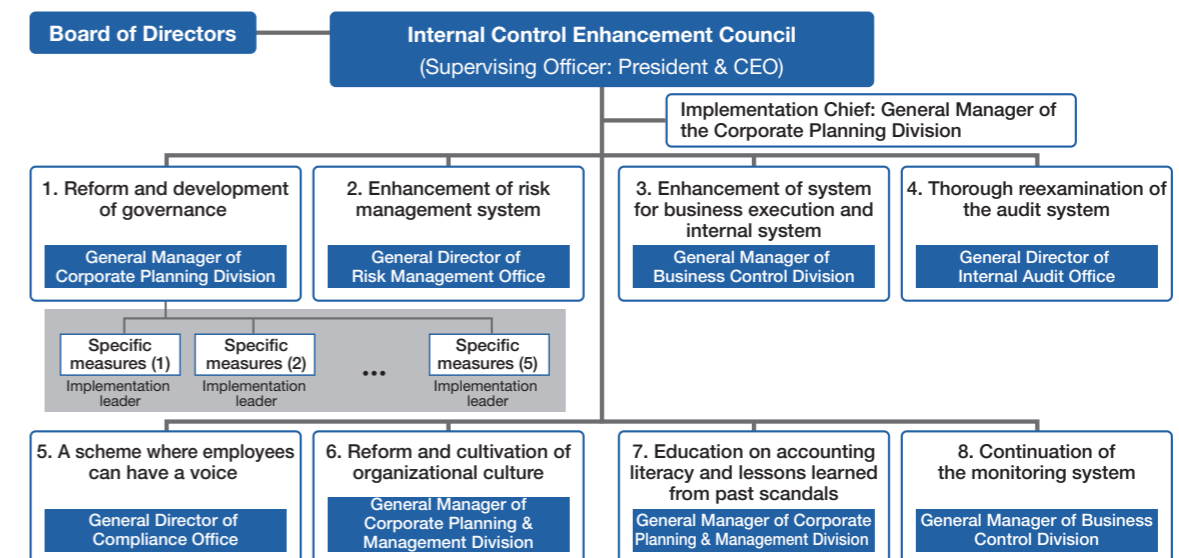 Board of Directors
Internal Control Enhancement Council
(Supervising Officer: President & CEO)
Implementation Chief: General Manager of
the Corporate Planning Division
1. Reform and development
of governance
General Manager of
Corporate Planning Division
2. Enhancement of risk
management system
General Director of
Risk Management Office
3. Enhancement of system
for business execution and
internal system
General Manager of
Business Control Division
4. Thorough reexamination of
the audit system
General Director of
Internal Audit Office
Specific
measures (1)
Implementation
leader
Specific
measures (2)
Implementation
leader
...
Specific
measures (5)
Implementation
leader
5. A scheme where employees
can have a voice
General Director of
Compliance Office
6. Reform and cultivation of
organizational culture
General Manager of
Corporate Planning &
Management Division
7. Education on accounting
literacy and lessons learned
from past scandals
General Manager of Corporate
Planning & Management Division
8. Continuation of
the monitoring system
General Manager of Business
Control Division